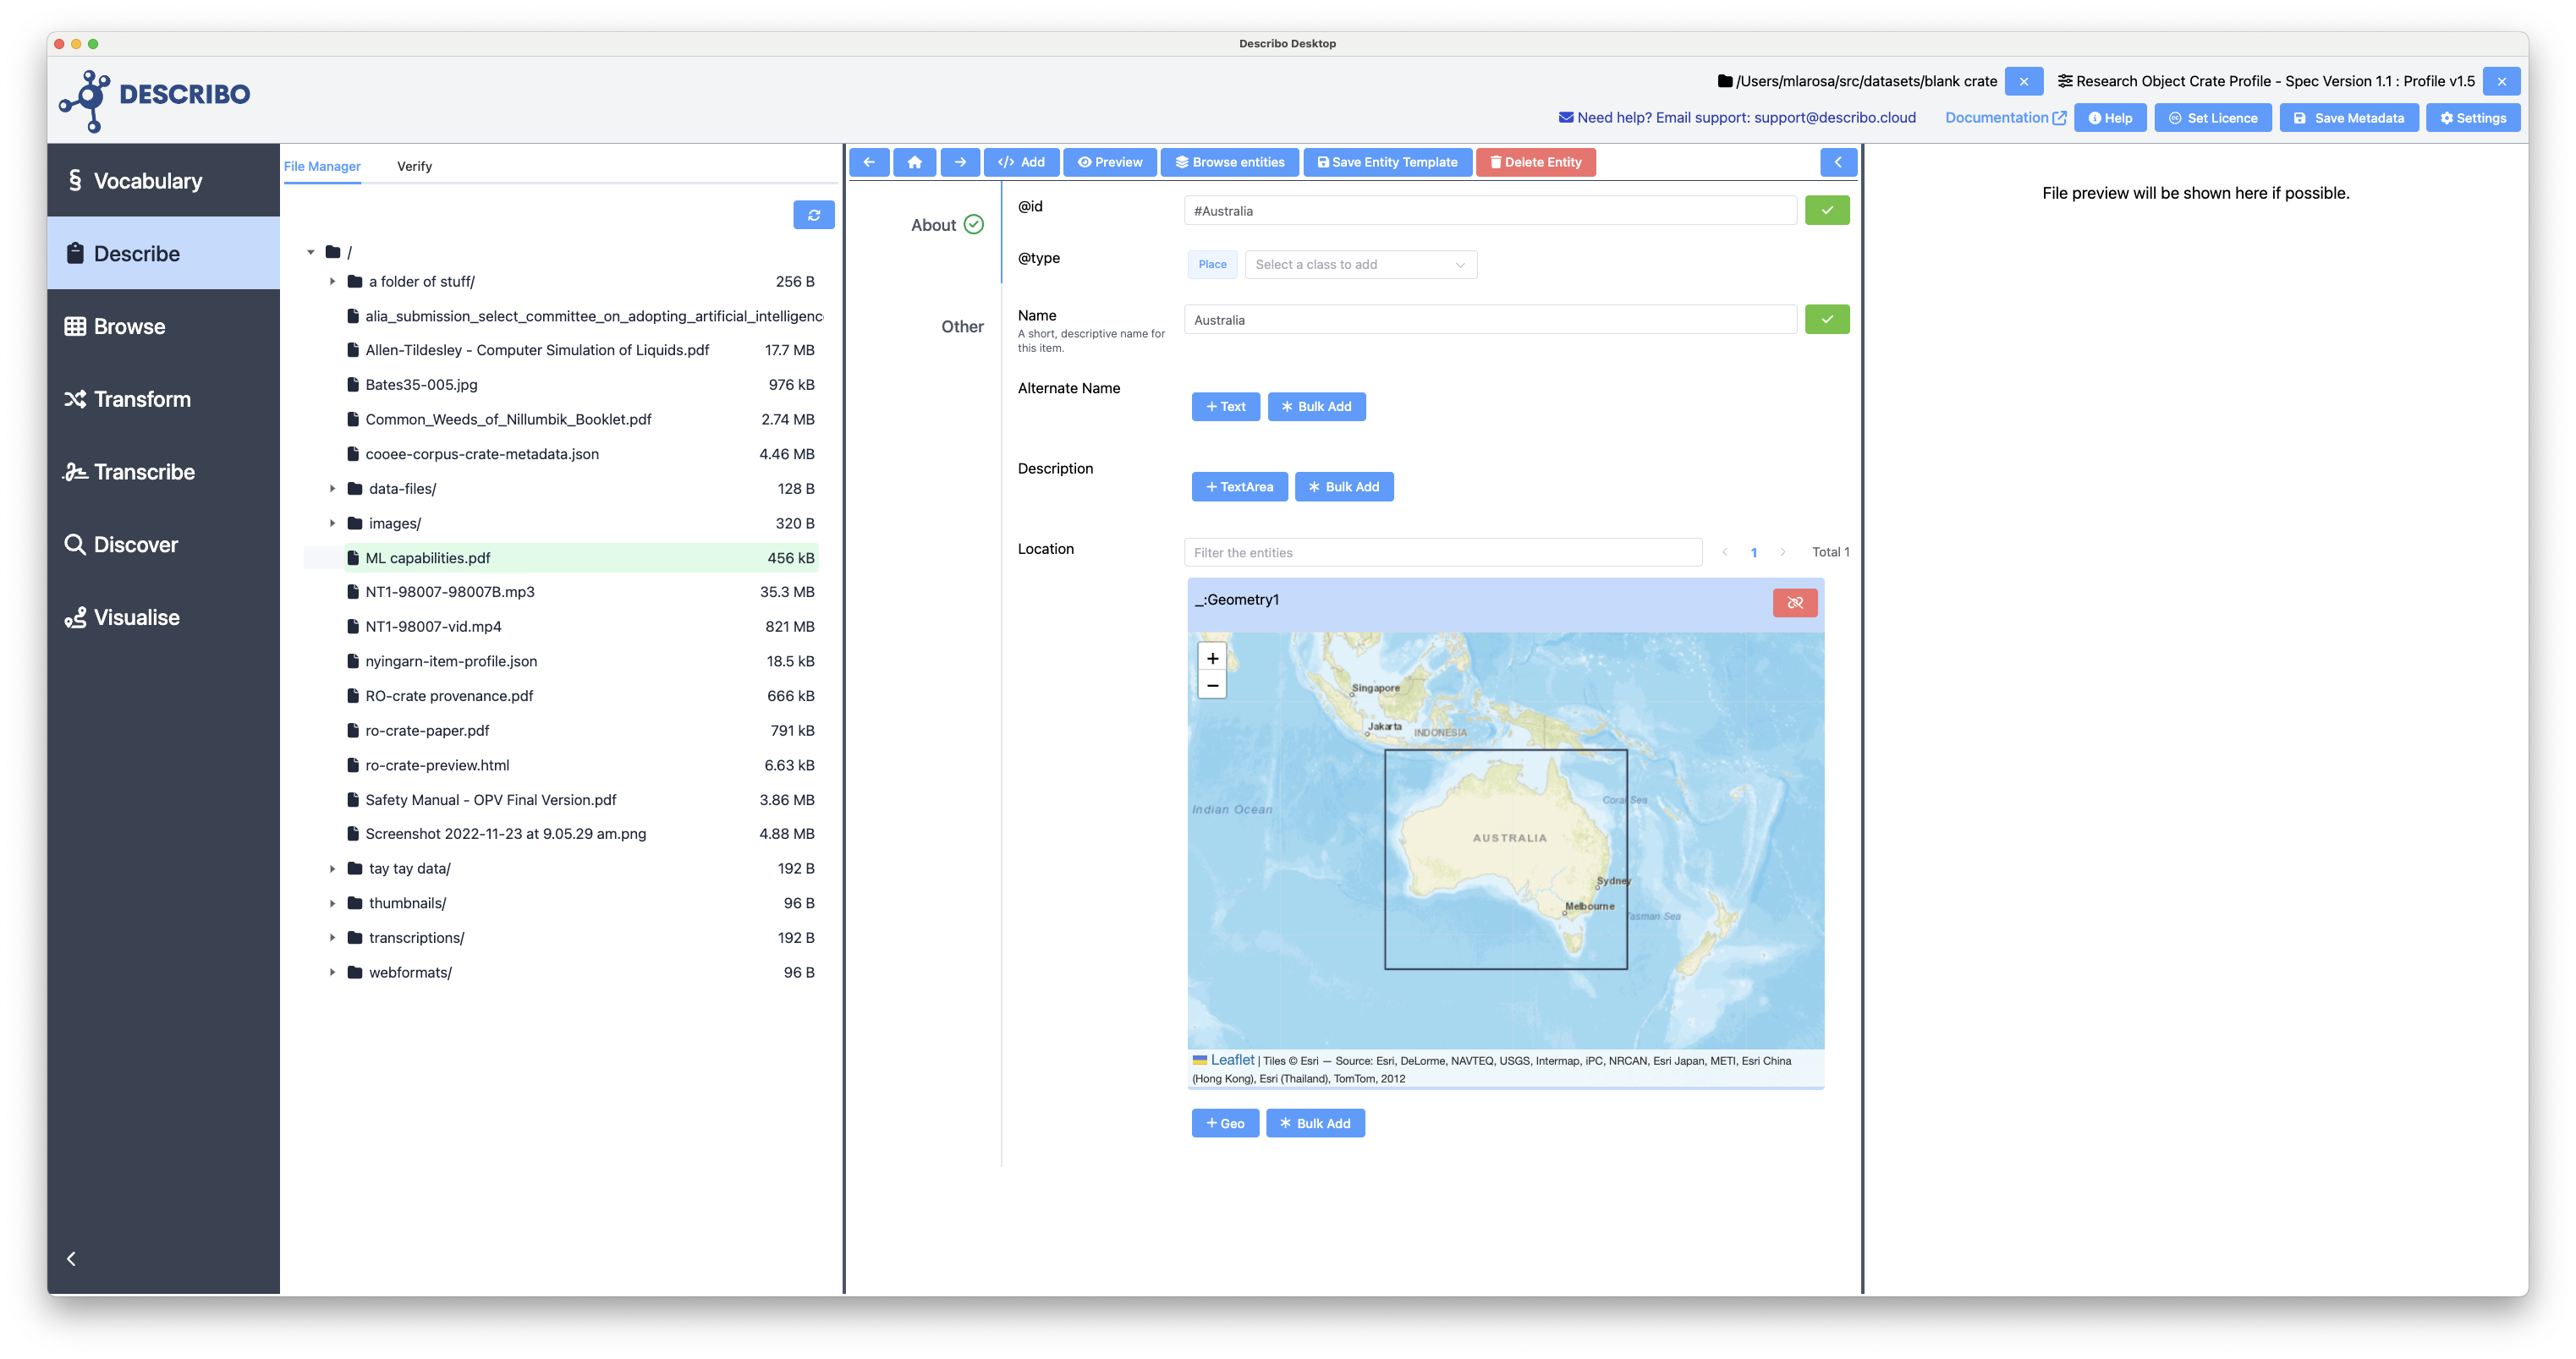 Describo Desktop
DESCRIBO
/Users/mlarosa/src/datasets/blank crate
Research Object Crate Profile - Spec Version 1.1 : Profile v1.5
Need help? Email support: support@describo.cloud
Documentation
Help
Set Licence
Save Metadata
Settings
Vocabulary
Describe
Browse
Transform
Transcribe
Discover
Visualise
File Manager
Verify
/
a folder of stuff/ 256 B
alia_submission_select_committee_on_adopting_artificial_intelligenc
Allen-Tildesley - Computer Simulation of Liquids.pdf 17.7 MB
Bates35-005.jpg 976 kB
Common_Weeds_of_Nillumbik_Booklet.pdf 2.74 MB
cooee-corpus-crate-metadata.json 4.46 MB
data-files/ 128 B
images/ 320 B
ML capabilities.pdf 456 kB
NT1-98007-98007B.mp3 35.3 MB
NT1-98007-vid.mp4 821 MB
nyingarn-item-profile.json 18.5 kB
RO-crate provenance.pdf 666 kB
ro-crate-paper.pdf 791 kB
ro-crate-preview.html 6.63 kB
Safety Manual - OPV Final Version.pdf 3.86 MB
Screenshot 2022-11-23 at 9.05.29 am.png 4.88 MB
tay tay data/ 192 B
thumbnails/ 96 B
transcriptions/ 192 B
webformats/ 96 B
</> Add
Preview
Browse entities
Save Entity Template
Delete Entity
About
Other
@id
#Australia
@type
Place
Select a class to add
Name
A short, descriptive name for
this item.
Australia
Alternate Name
+ Text
Bulk Add
Description
+ TextArea
Bulk Add
Location
Filter the entities
1
Total 1
_:Geometry1
+
−
Singapore
Jakarta
INDONESIA
Indian Ocean
Coral Sea
AUSTRALIA
Sydney
Melbourne
Tasman Sea
Leaflet | Tiles © Esri — Source: Esri, DeLorme, NAVTEQ, USGS, Intermap, iPC, NRCAN, Esri Japan, METI, Esri China
(Hong Kong), Esri (Thailand), TomTom, 2012
+ Geo
Bulk Add
File preview will be shown here if possible.